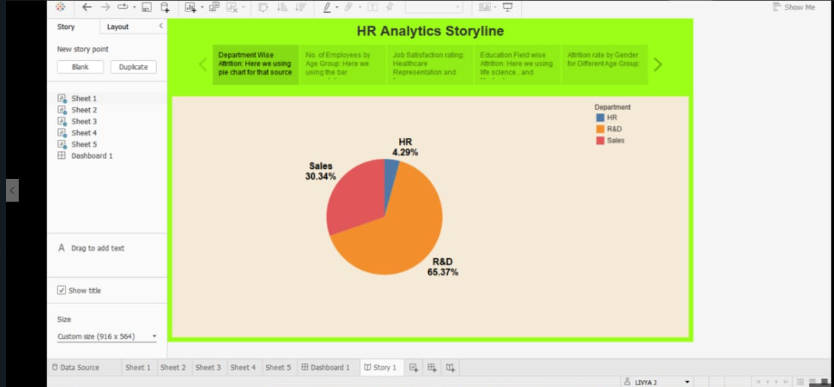 Show Me
Story
Layout
New story point
Blank
Duplicate
Sheet 1
Sheet 2
Sheet 3
Sheet 4
Sheet 5
Dashboard 1
A Drag to add text
Show title
Size
Custom size (916 x 564)
HR Analytics Storyline
Department Wise
Attrition: Here we using
pie chart for that source
No. of Employees by
Age Group: Here we
using the bar
Job Satisfaction rating:
Healthcare
Representation and
Education Field wise
Attrition: Here we using
life science , and
Attrition rate by Gender
for Different Age Group:
Department
HR
R&D
Sales
HR
4.29%
Sales
30.34%
R&D
65.37%
Data Source
Sheet 1
Sheet 2
Sheet 3
Sheet 4
Sheet 5
Dashboard 1
Story 1
LIVYA J